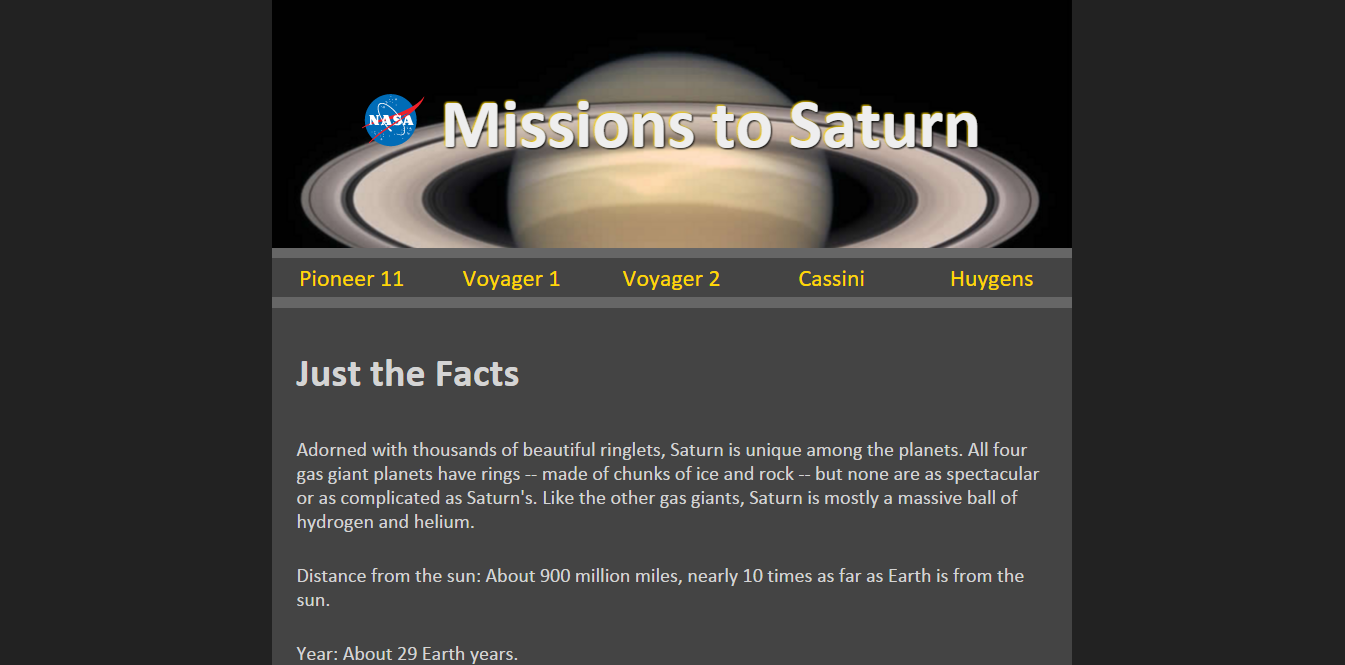 NASA
Missions to Saturn
Pioneer 11 Voyager 1 Voyager 2 Cassini Huygens
Just the Facts
Adorned with thousands of beautiful ringlets, Saturn is unique among the planets. All four
gas giant planets have rings -- made of chunks of ice and rock -- but none are as spectacular
or as complicated as Saturn's. Like the other gas giants, Saturn is mostly a massive ball of
hydrogen and helium.
Distance from the sun: About 900 million miles, nearly 10 times as far as Earth is from the
sun.
Year: About 29 Earth years.